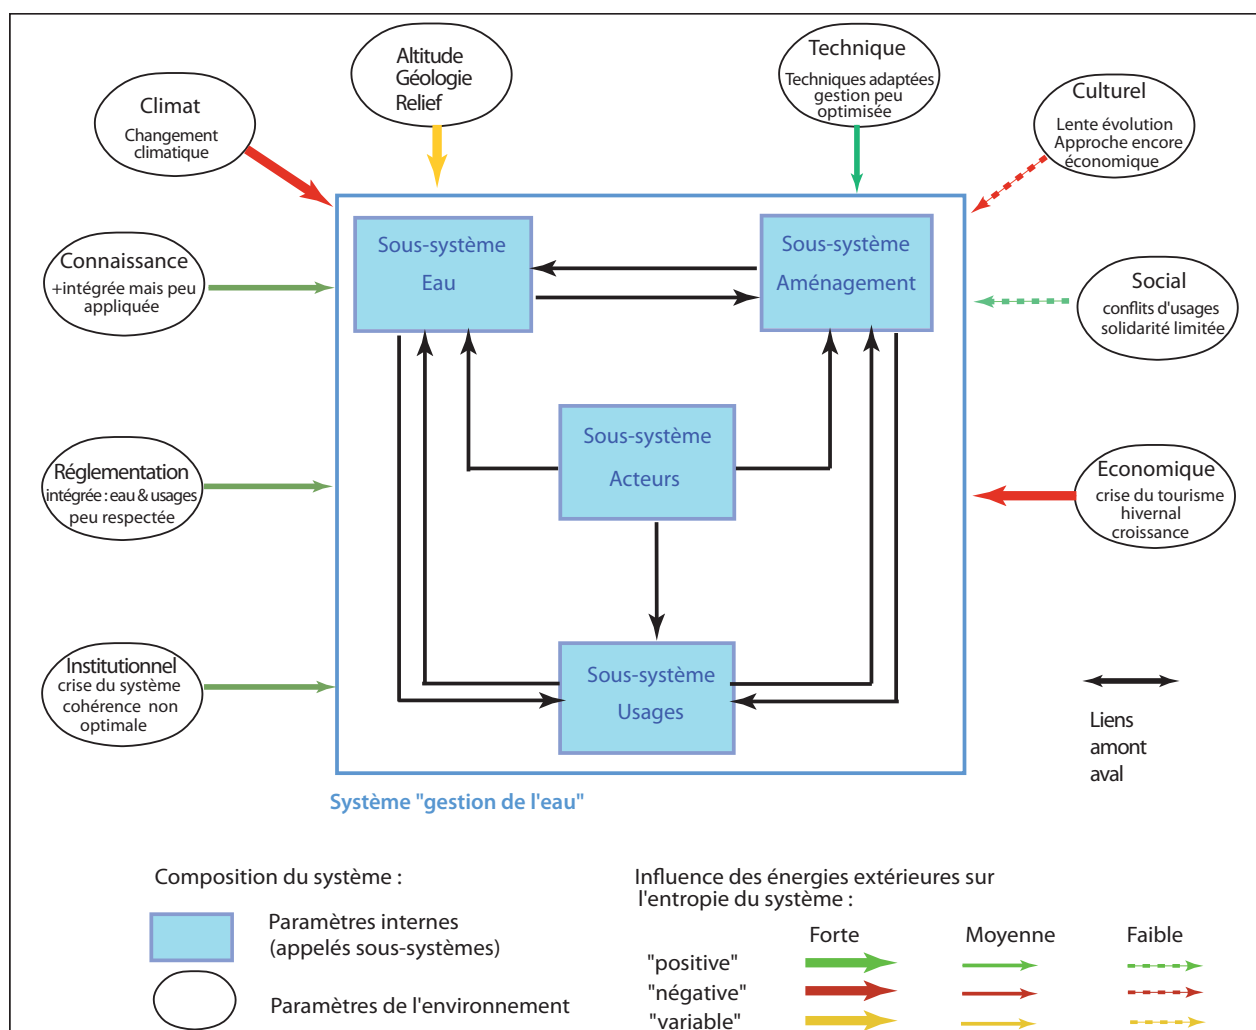 Altitude
Géologie
Relief
Technique
Techniques adaptées
gestion peu
optimisée
Climat
Changement
climatique
Culturel
Lente évolution
Approche encore
économique
Sous-système
Eau
Sous-système
Aménagement
Connaissance
+intégrée mais peu
appliquée
Social
conflits d'usages
solidarité limitée
Sous-système
Acteurs
Réglementation
intégrée : eau & usages
peu respectée
Economique
crise du tourisme
hivernal
croissance
Institutionnel
crise du système
cohérence non
optimale
Sous-système
Usages
Liens
amont
aval
Système "gestion de l'eau"
Composition du système :
Paramètres internes
(appelés sous-systèmes)
Paramètres de l'environnement
Influence des énergies extérieures sur
l'entropie du système :
Forte Moyenne Faible
"positive"
"négative"
"variable"